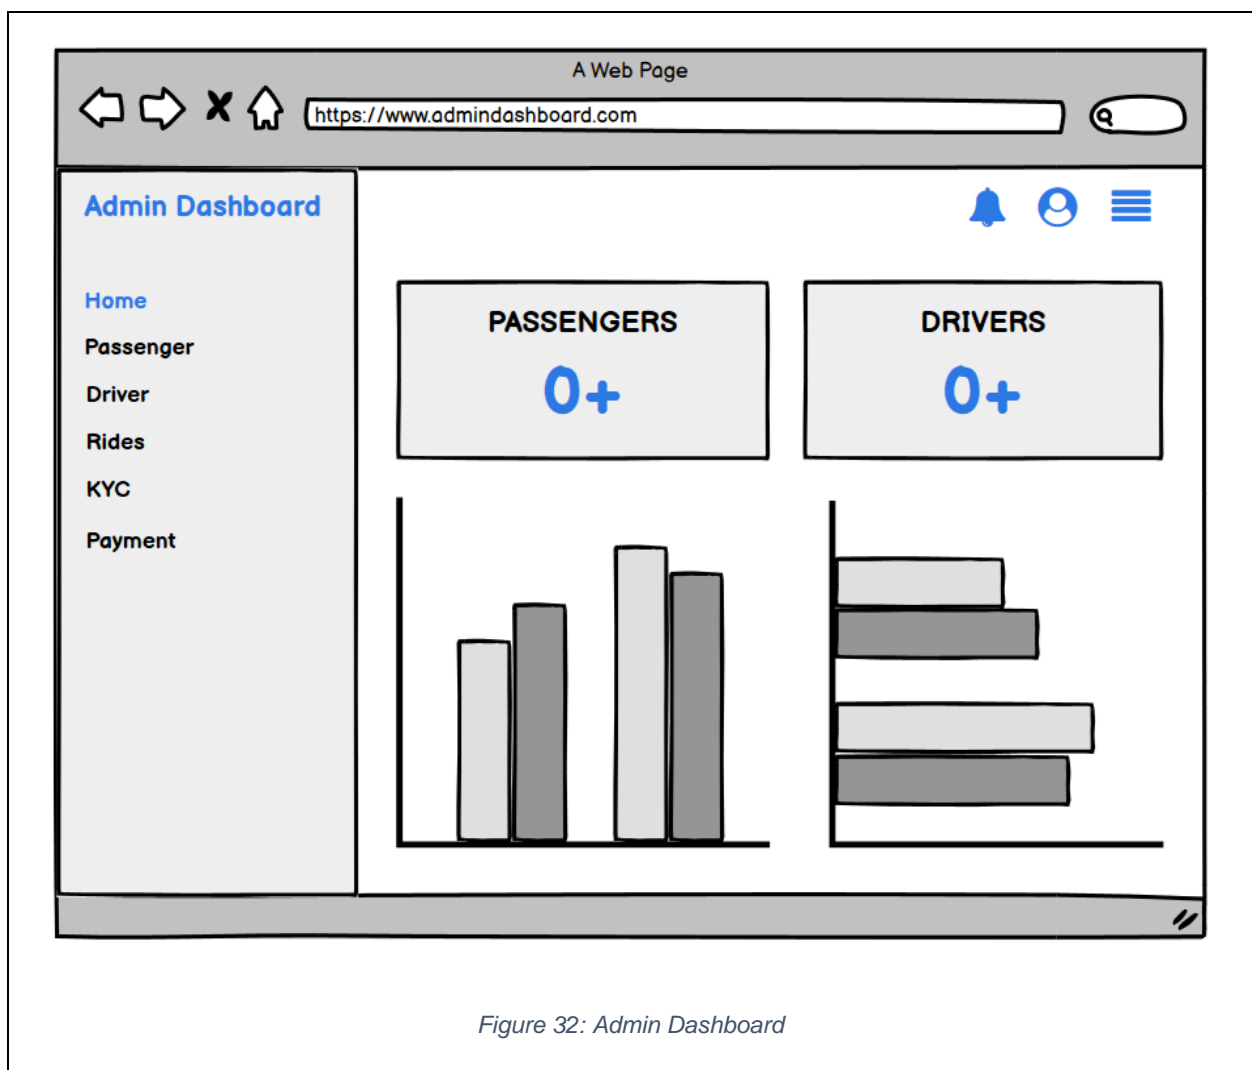 A Web Page
https://www.admindashboard.com
Admin Dashboard
Home
Passenger
Driver
Rides
KYC
Payment
PASSENGERS
0+
DRIVERS
0+
Figure 32: Admin Dashboard